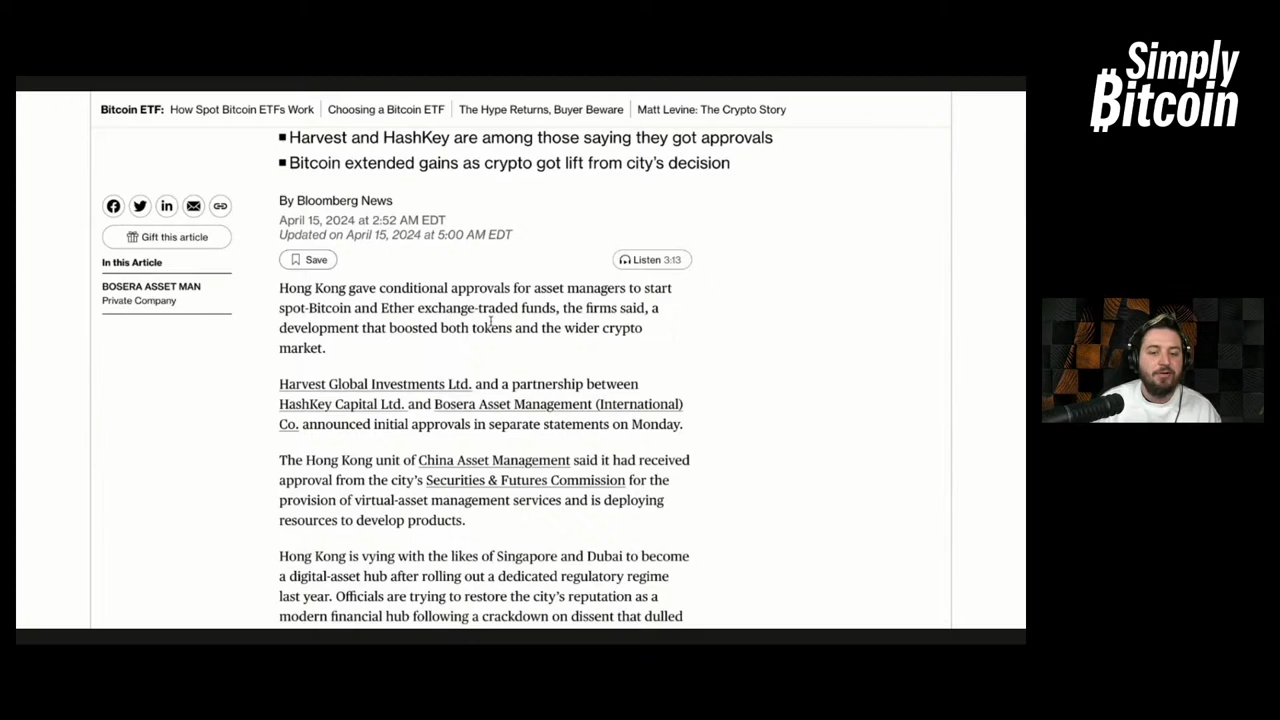 Simply
Bitcoin
Bitcoin ETF: How Spot Bitcoin ETFs Work Choosing a Bitcoin ETF The Hype Returns, Buyer Beware Matt Levine: The Crypto Story
■ Harvest and HashKey are among those saying they got approvals
■ Bitcoin extended gains as crypto got lift from city's decision
By Bloomberg News
April 15, 2024 at 2:52 AM EDT
Updated on April 15, 2024 at 5:00 AM EDT
Gift this article
Save
Listen 3:13
In this Article
BOSERA ASSET MAN
Private Company
Hong Kong gave conditional approvals for asset managers to start
spot-Bitcoin and Ether exchange-traded funds, the firms said, a
development that boosted both tokens and the wider crypto
market.
Harvest Global Investments Ltd. and a partnership between
HashKey Capital Ltd. and Bosera Asset Management (International)
Co. announced initial approvals in separate statements on Monday.
The Hong Kong unit of China Asset Management said it had received
approval from the city's Securities & Futures Commission for the
provision of virtual-asset management services and is deploying
resources to develop products.
Hong Kong is vying with the likes of Singapore and Dubai to become
a digital-asset hub after rolling out a dedicated regulatory regime
last year. Officials are trying to restore the city's reputation as a
modern financial hub following a crackdown on dissent that dulled